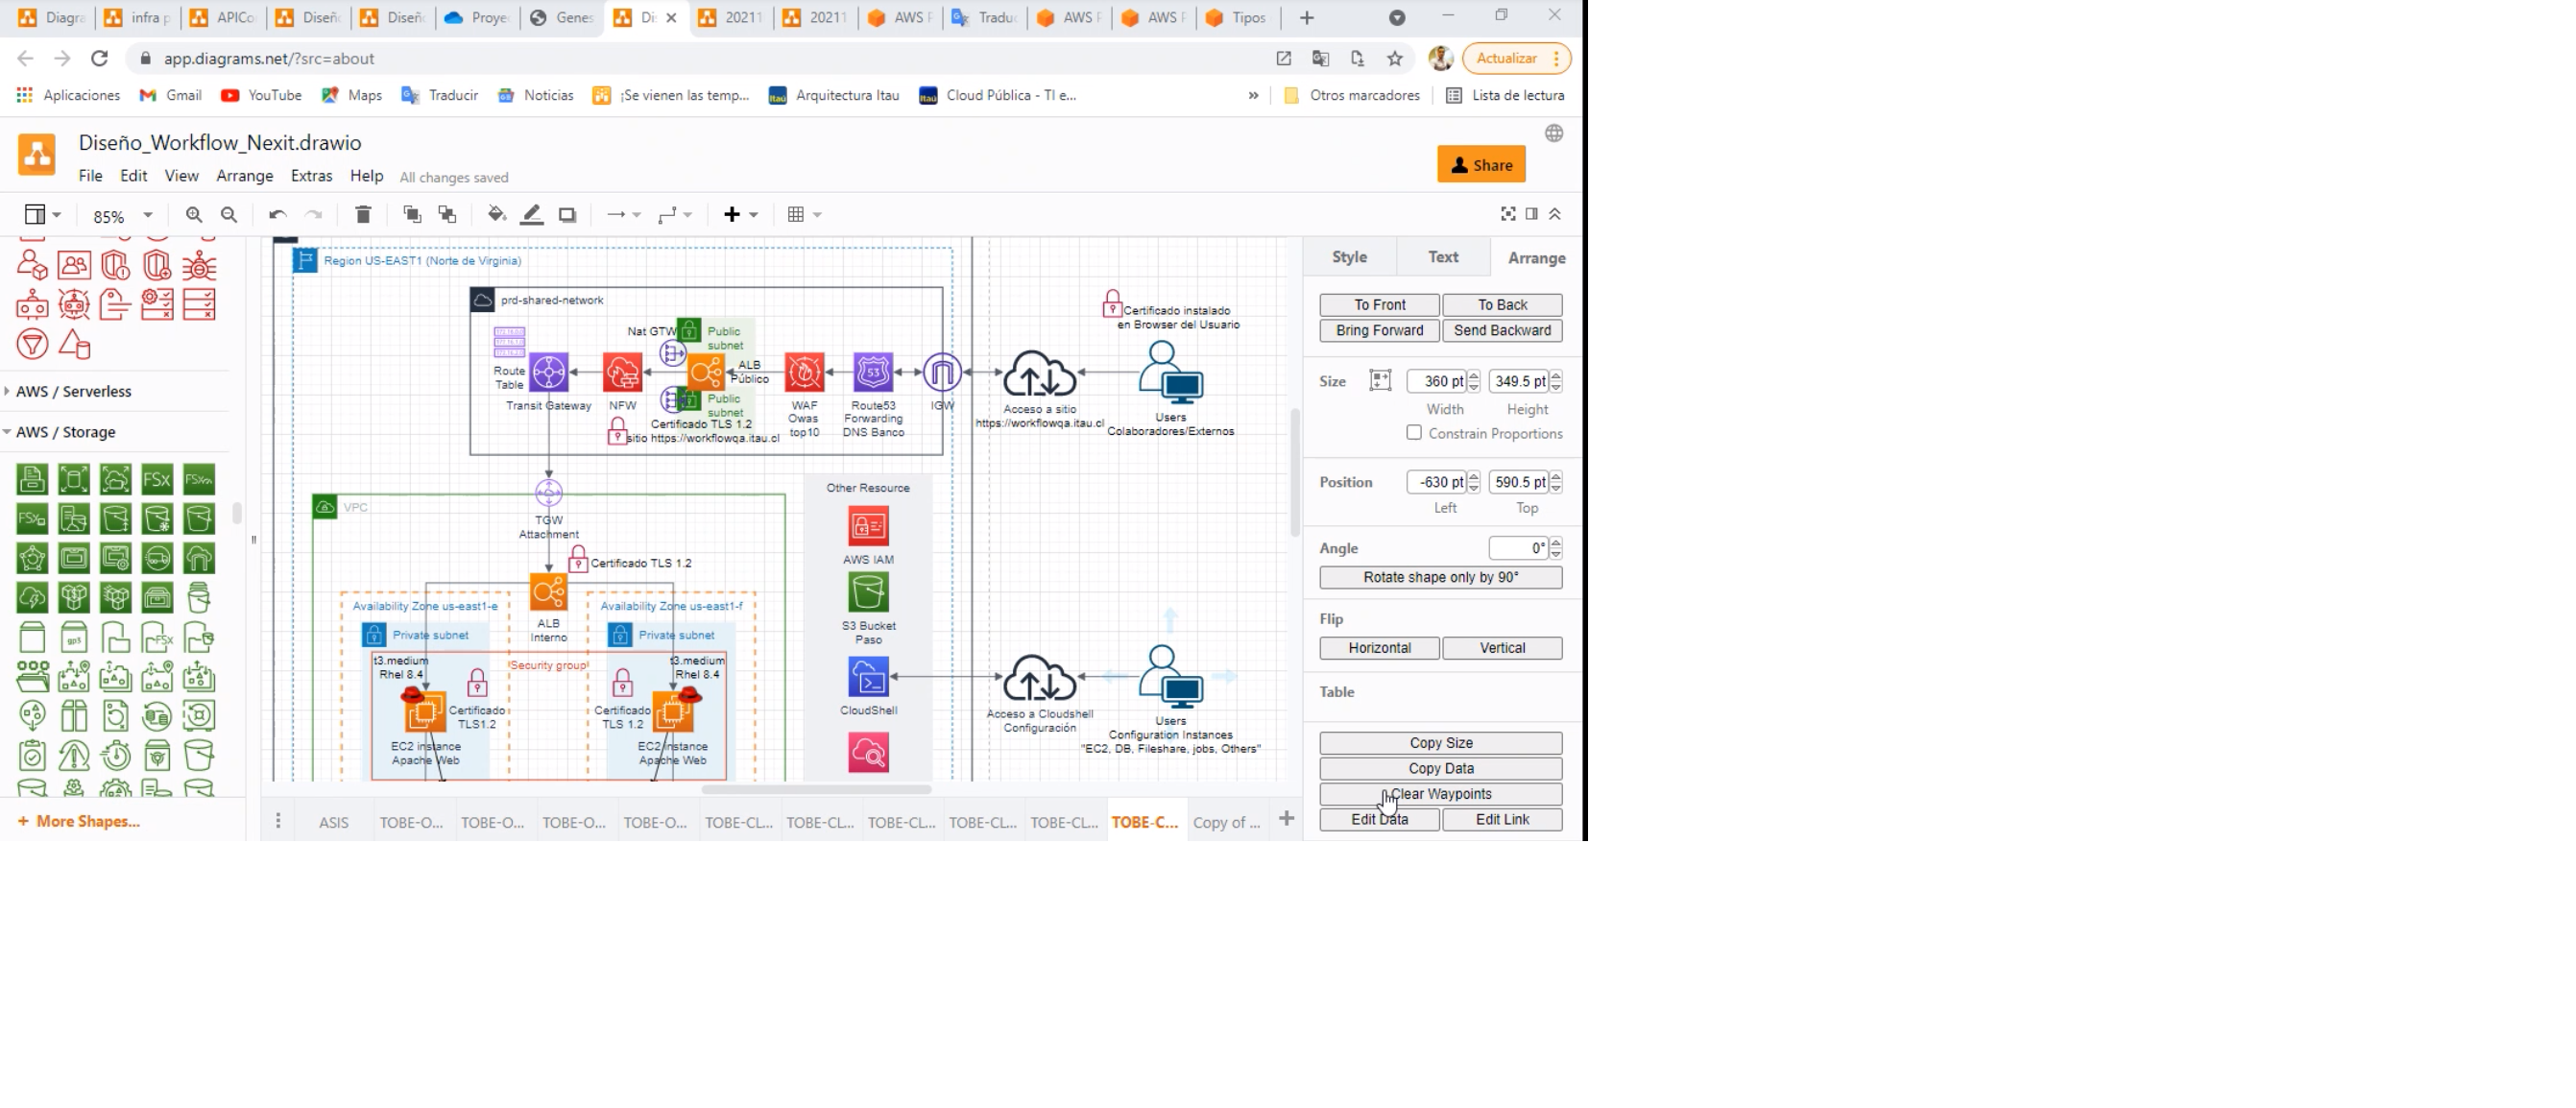 Diagra
infra p
APICo
Diseñ
Diseñ
Proye
Genes
Di
20211
20211
AWS F
Traduc
AWS F
AWS F
Tipos
app.diagrams.net/?src=about
Actualizar
Aplicaciones
Gmail
YouTube
Maps
Traducir
Noticias
¡Se vienen las temp...
Arquitectura Itau
Cloud Pública - TI e...
»
Otros marcadores
Lista de lectura
Diseño_Workflow_Nexit.drawio
File Edit View Arrange Extras Help All changes saved
Share
85%
AWS / Serverless
AWS / Storage
+ More Shapes...
Region US-EAST1 (Norte de Virginia)
prd-shared-network
Nat GTW
Public
subnet
Route
Table
ALB
Público
Public
subnet
Transit Gateway
NFW
Certificado TLS 1.2
sitio https://workflowqa.itau.cl
WAF
Owas
top10
Route53
Forwarding
DNS Banco
IGW
Certificado instalado
en Browser del Usuario
Acceso a sitio
https://workflowqa.itau.cl
Users
Colaboradores/Externos
VPC
TGW
Attachment
Certificado TLS 1.2
ALB
Interno
Availability Zone us-east1-e
Availability Zone us-east1-f
Private subnet
Private subnet
Security group
t3.medium
Rhel 8.4
t3.medium
Rhel 8.4
Certificado
TLS1.2
Certificado
TLS 1.2
EC2 instance
Apache Web
EC2 instance
Apache Web
Other Resource
AWS IAM
S3 Bucket
Paso
CloudShell
Acceso a Cloudshell
Configuración
Users
Configuration Instances
"EC2, DB, Fileshare, jobs, Others"
Style Text Arrange
To Front To Back
Bring Forward Send Backward
Size 360 pt 349.5 pt
Width Height
Constrain Proportions
Position -630 pt 590.5 pt
Left Top
Angle 0°
Rotate shape only by 90°
Flip
Horizontal Vertical
Table
Copy Size
Copy Data
Clear Waypoints
Edit Data Edit Link
ASIS TOBE-O... TOBE-O... TOBE-O... TOBE-O... TOBE-CL... TOBE-CL... TOBE-CL... TOBE-CL... TOBE-CL... TOBE-C... Copy of ...